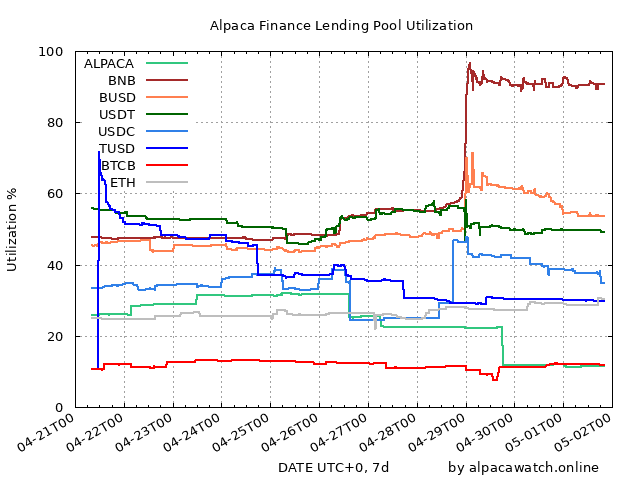 Alpaca Finance Lending Pool Utilization
Utilization %
100
80
60
40
20
0
ALPACA
BNB
BUSD
USDT
USDC
TUSD
BTCB
ETH
04-21T00
04-22T00
04-23T00
04-24T00
04-25T00
04-26T00
04-27T00
04-28T00
04-29T00
04-30T00
05-01T00
05-02T00
DATE UTC+0, 7d
by alpacawatch.online